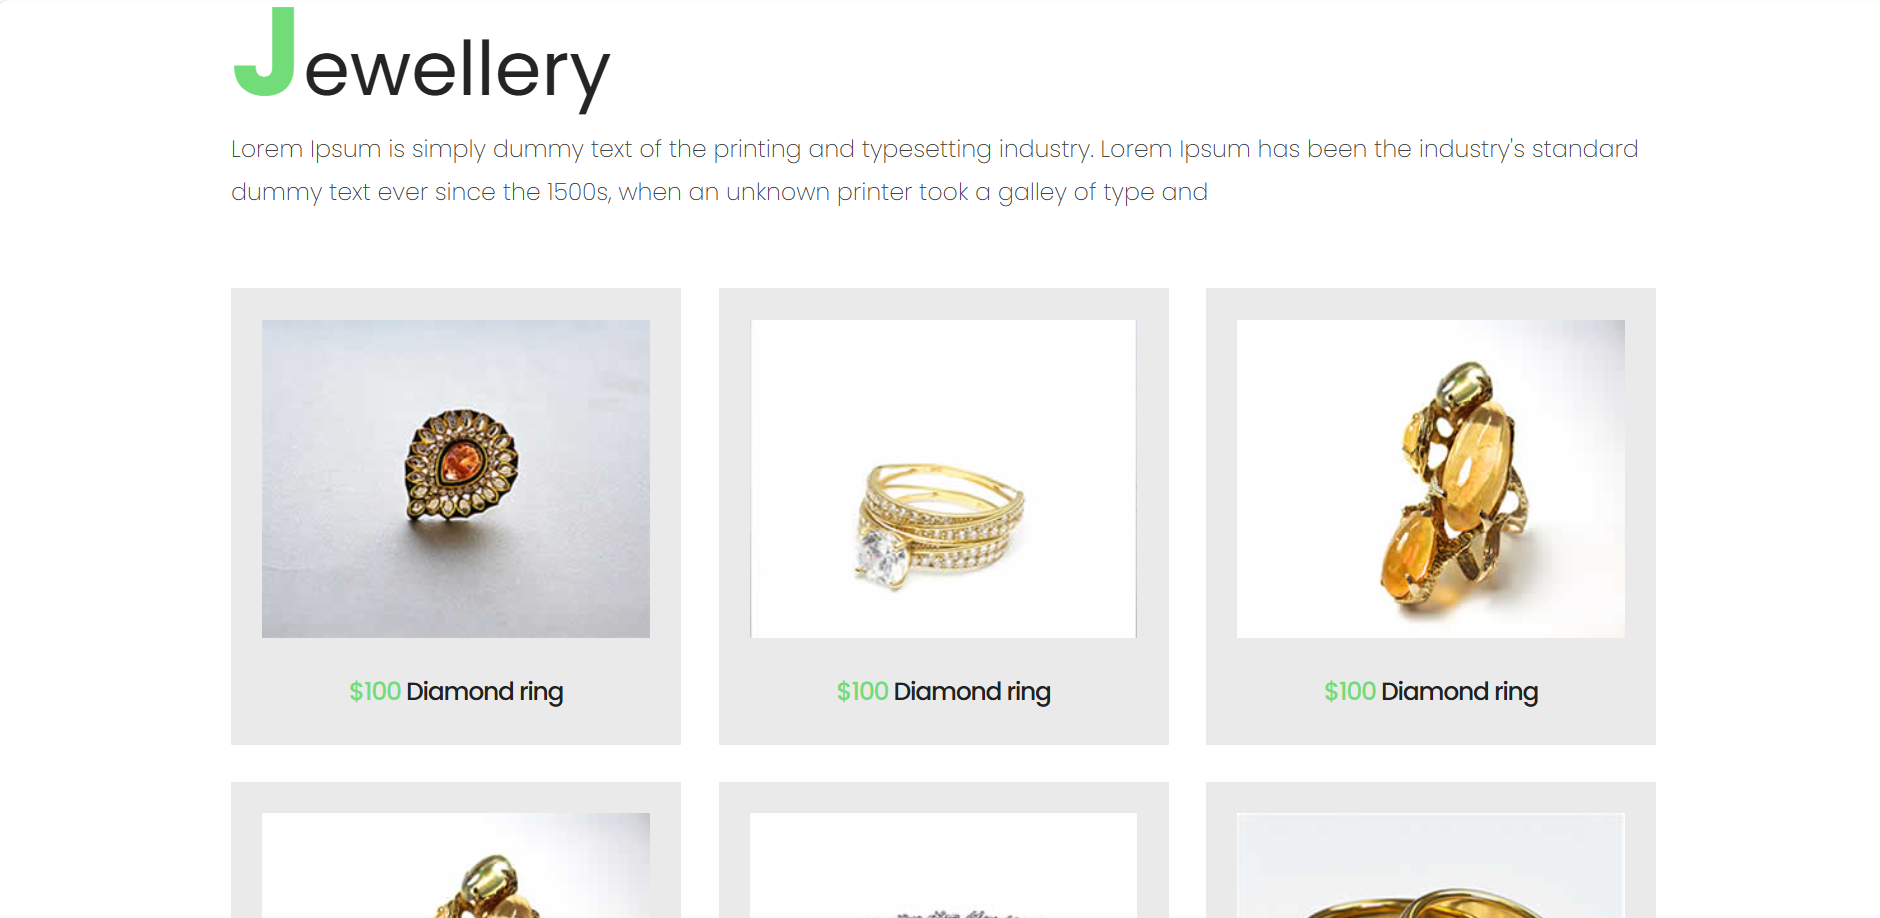 Jewellery
Lorem Ipsum is simply dummy text of the printing and typesetting industry. Lorem Ipsum has been the industry's standard
dummy text ever since the 1500s, when an unknown printer took a galley of type and
$100 Diamond ring
$100 Diamond ring
$100 Diamond ring